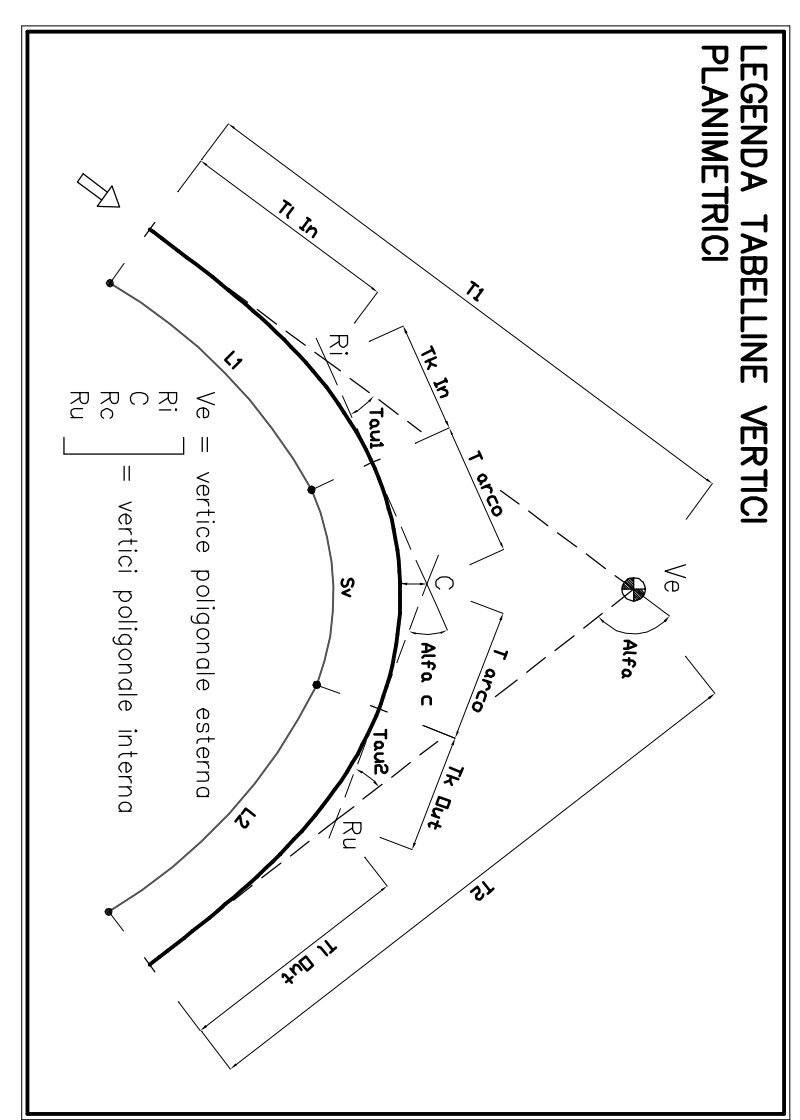 LEGENDA TABELLINE VERTICI
PLANIMETRICI
T1
Tl In
Tk In
T arco
Ve
Alfa
Ri
Tau1
C
Alfa c
T arco
Tk Out
Tau2
Ru
T2
Tl Out
L1
Sv
L2
Ve = vertice poligonale esterna
Ri
C
Rc
Ru
= vertici poligonale interna